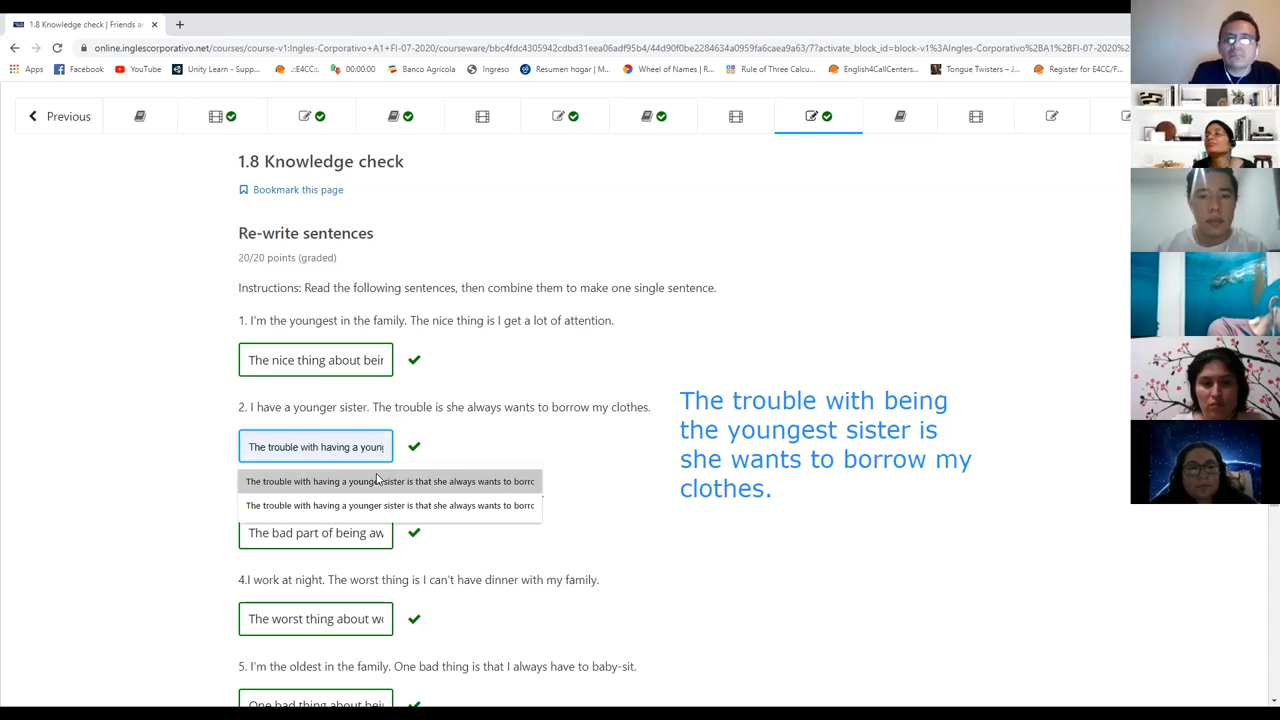 1.8 Knowledge check | Friends a
online.inglescorporativo.net/courses/course-v1:Ingles-Corporativo+A1+FI-07-2020/courseware/bbc4fdc4305942cdbd31eea06adf95b4/44d90f0be2284634a0959fa6caea9a63/7?activate_block_id=block-v1%3AIngles-Corporativo%2BA1%2BFI-07-2020%
Apps Facebook YouTube Unity Learn - Supp... .::E4CC::. 00:00:00 Banco Agrícola Ingreso Resumen hogar | M... Wheel of Names | R... Rule of Three Calcu... English4CallCenters... Tongue Twisters – J... Register for E4CC/F...
Previous
1.8 Knowledge check
Bookmark this page
Re-write sentences
20/20 points (graded)
Instructions: Read the following sentences, then combine them to make one single sentence.
1. I'm the youngest in the family. The nice thing is I get a lot of attention.
The nice thing about bein
2. I have a younger sister. The trouble is she always wants to borrow my clothes.
The trouble with having a young
The trouble with having a younger sister is that she always wants to borro
The trouble with having a younger sister is that she always wants to borro
The bad part of being aw
4.I work at night. The worst thing is I can't have dinner with my family.
The worst thing about wo
5. I'm the oldest in the family. One bad thing is that I always have to baby-sit.
One bad thing about bei
The trouble with being
the youngest sister is
she wants to borrow my
clothes.